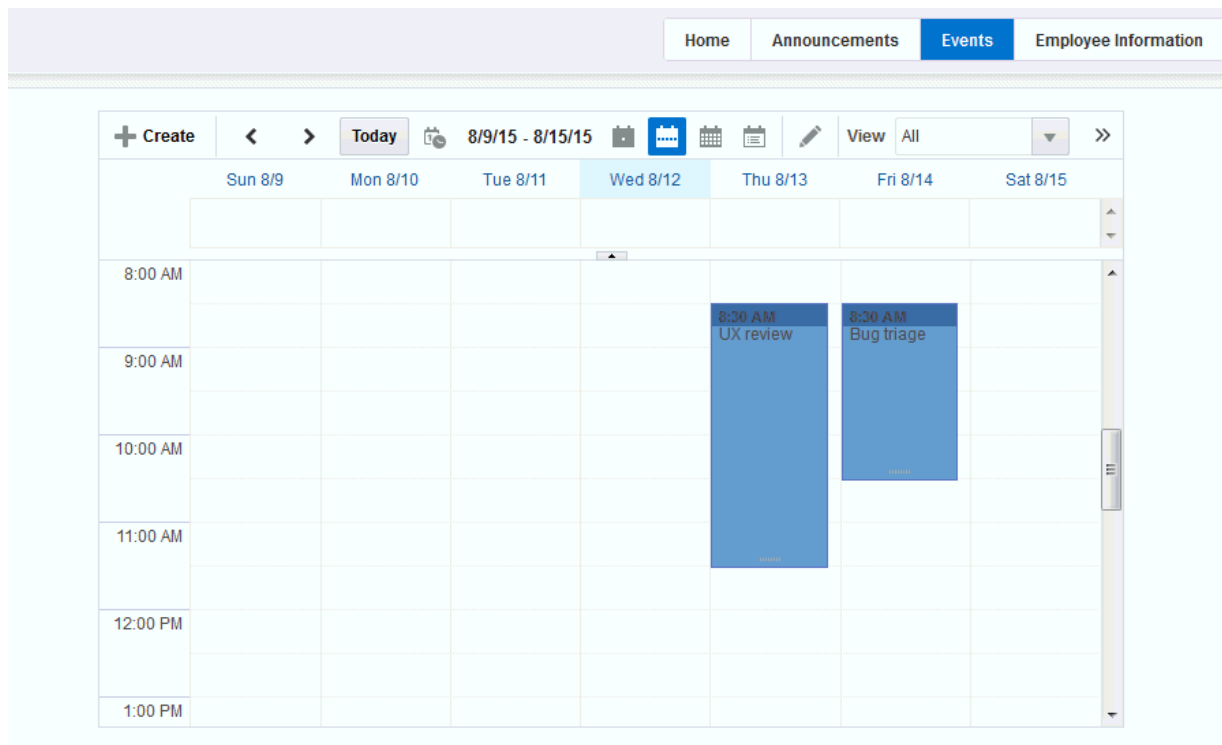 Home Announcements Events Employee Information
Create Today 8/9/15 - 8/15/15 View All
Sun 8/9 Mon 8/10 Tue 8/11 Wed 8/12 Thu 8/13 Fri 8/14 Sat 8/15
8:00 AM
8:30 AM 8:30 AM
UX review Bug triage
9:00 AM
10:00 AM
11:00 AM
12:00 PM
1:00 PM